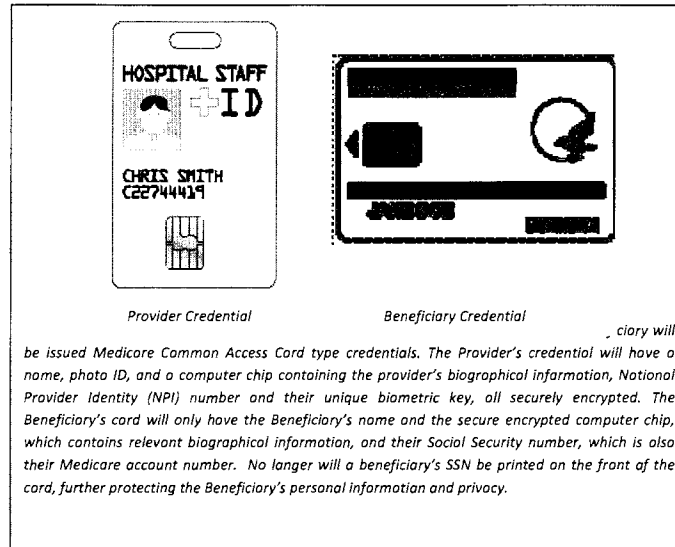 HOSPITAL STAFF
ID
CHRIS SMITH
C22744419
Provider Credential
Beneficiary Credential
ciary will
be issued Medicare Common Access Cord type credentials. The Provider's credential will have a
name, photo ID, and a computer chip containing the provider's biographical information, National
Provider Identity (NPI) number and their unique biometric key, all securely encrypted. The
Beneficiary's card will only have the Beneficiary's name and the secure encrypted computer chip,
which contains relevant biographical information, and their Social Security number, which is also
their Medicare account number. No langer will a beneficiary's SSN be printed on the front of the
card, further protecting the Beneficiary's personal information and privacy.